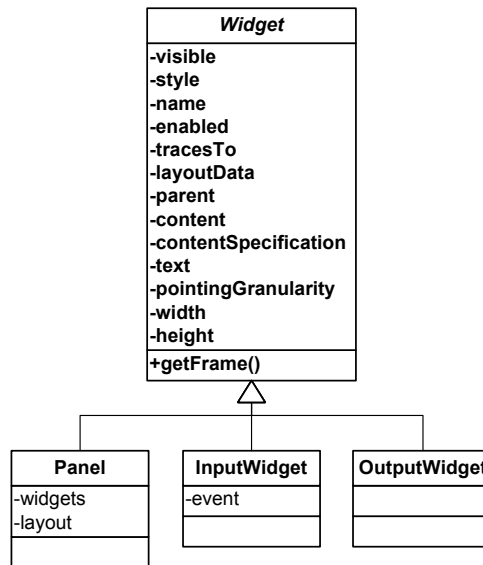 Widget
-visible
-style
-name
-enabled
-tracesTo
-layoutData
-parent
-content
-contentSpecification
-text
-pointingGranularity
-width
-height
+getFrame()
Panel
-widgets
-layout
InputWidget
-event
OutputWidget